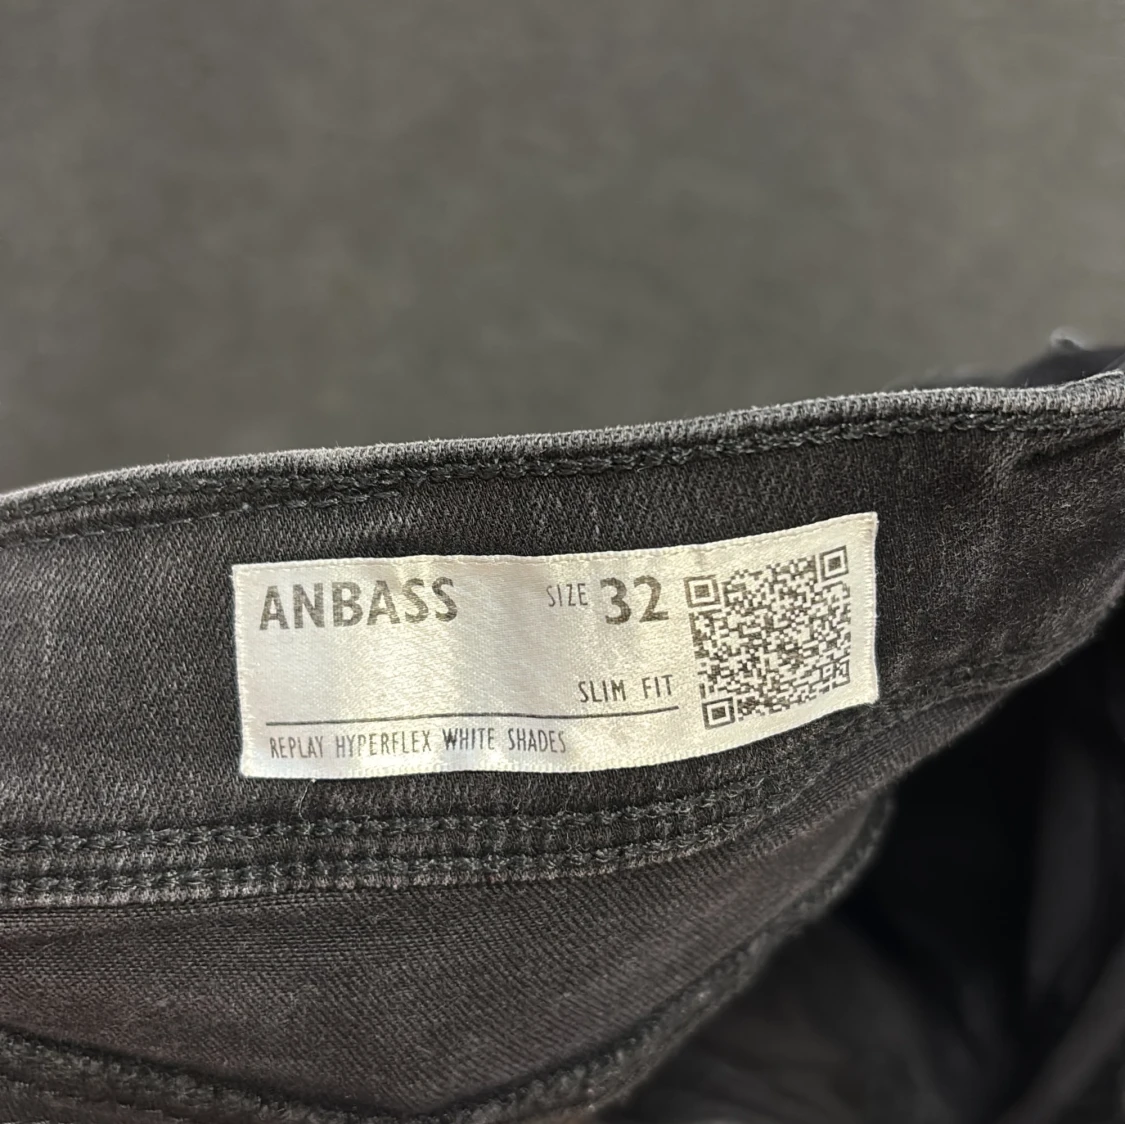 ANBASS SIZE 32
SLIM FIT
REPLAY HYPERFLEX WHITE SHADES